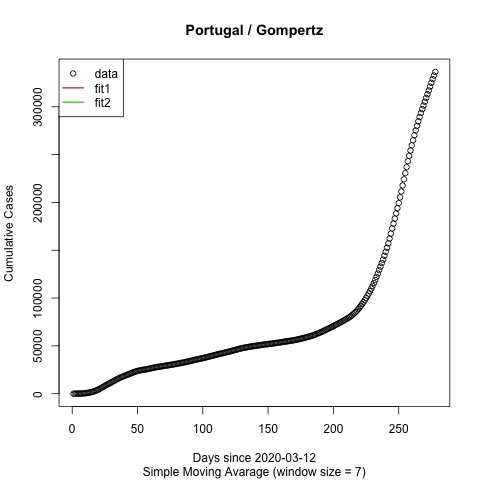 Portugal / Gompertz
data
fit1
fit2
Cumulative Cases
0
50000
100000
200000
300000
0
50
100
150
200
250
Days since 2020-03-12
Simple Moving Avarage (window size = 7)